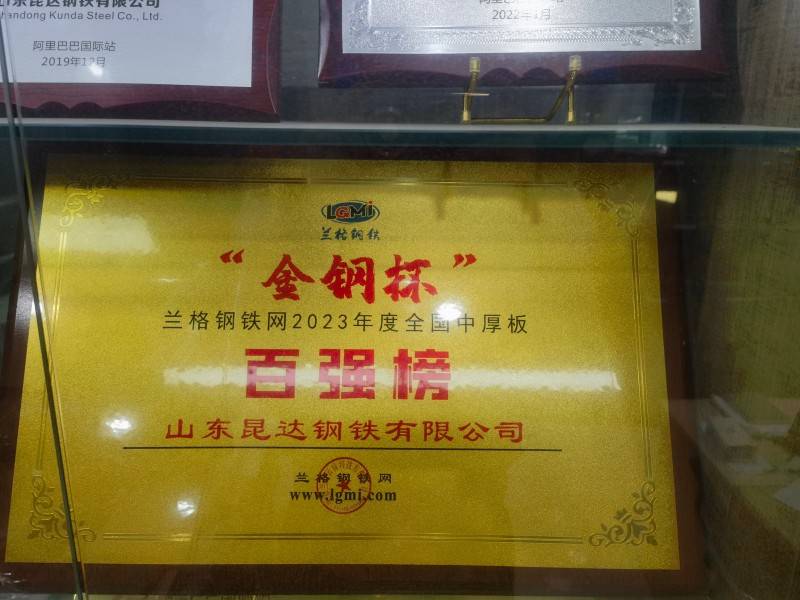 山东昆达钢铁有限公司
Shandong Kunda Steel Co., Ltd.
阿里巴巴国际站
2019年12月
2022年1月
LGMi
兰格钢铁
“金钢杯”
兰格钢铁网2023年度全国中厚板
百强榜
山东昆达钢铁有限公司
兰格钢铁网
www.lgmi.com